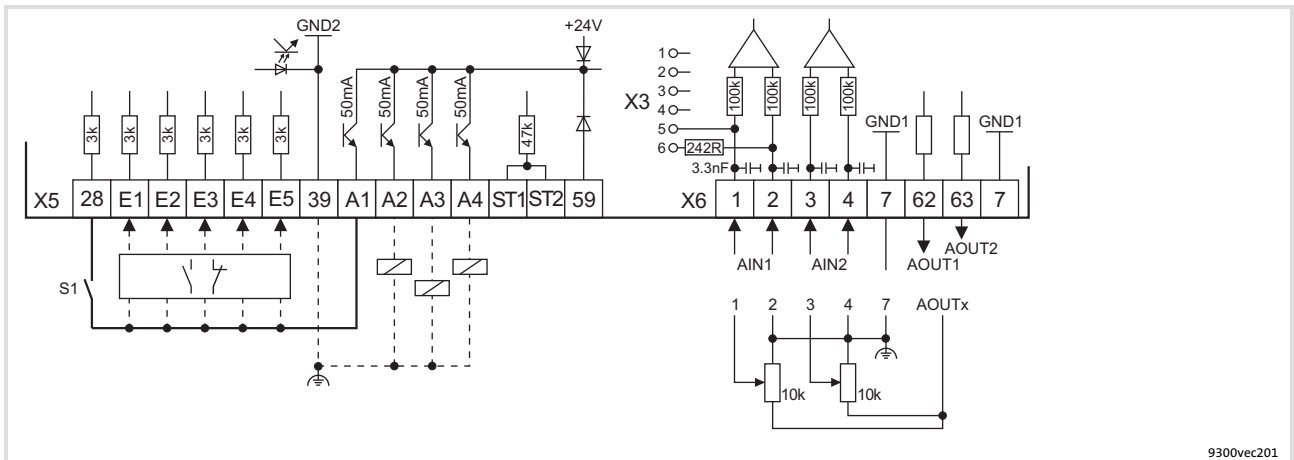 GND2
+24V
50mA
50mA
50mA
50mA
3k
3k
3k
3k
3k
3k
47k
X5
28
E1
E2
E3
E4
E5
39
A1
A2
A3
A4
ST1
ST2
59
S1
X3
1
2
3
4
5
6
242R
100k
100k
100k
100k
3.3nF
GND1
GND1
X6
1
2
3
4
7
62
63
7
AIN1
AIN2
AOUT1
AOUT2
1
2
3
4
7
AOUTx
10k
10k
9300vec201